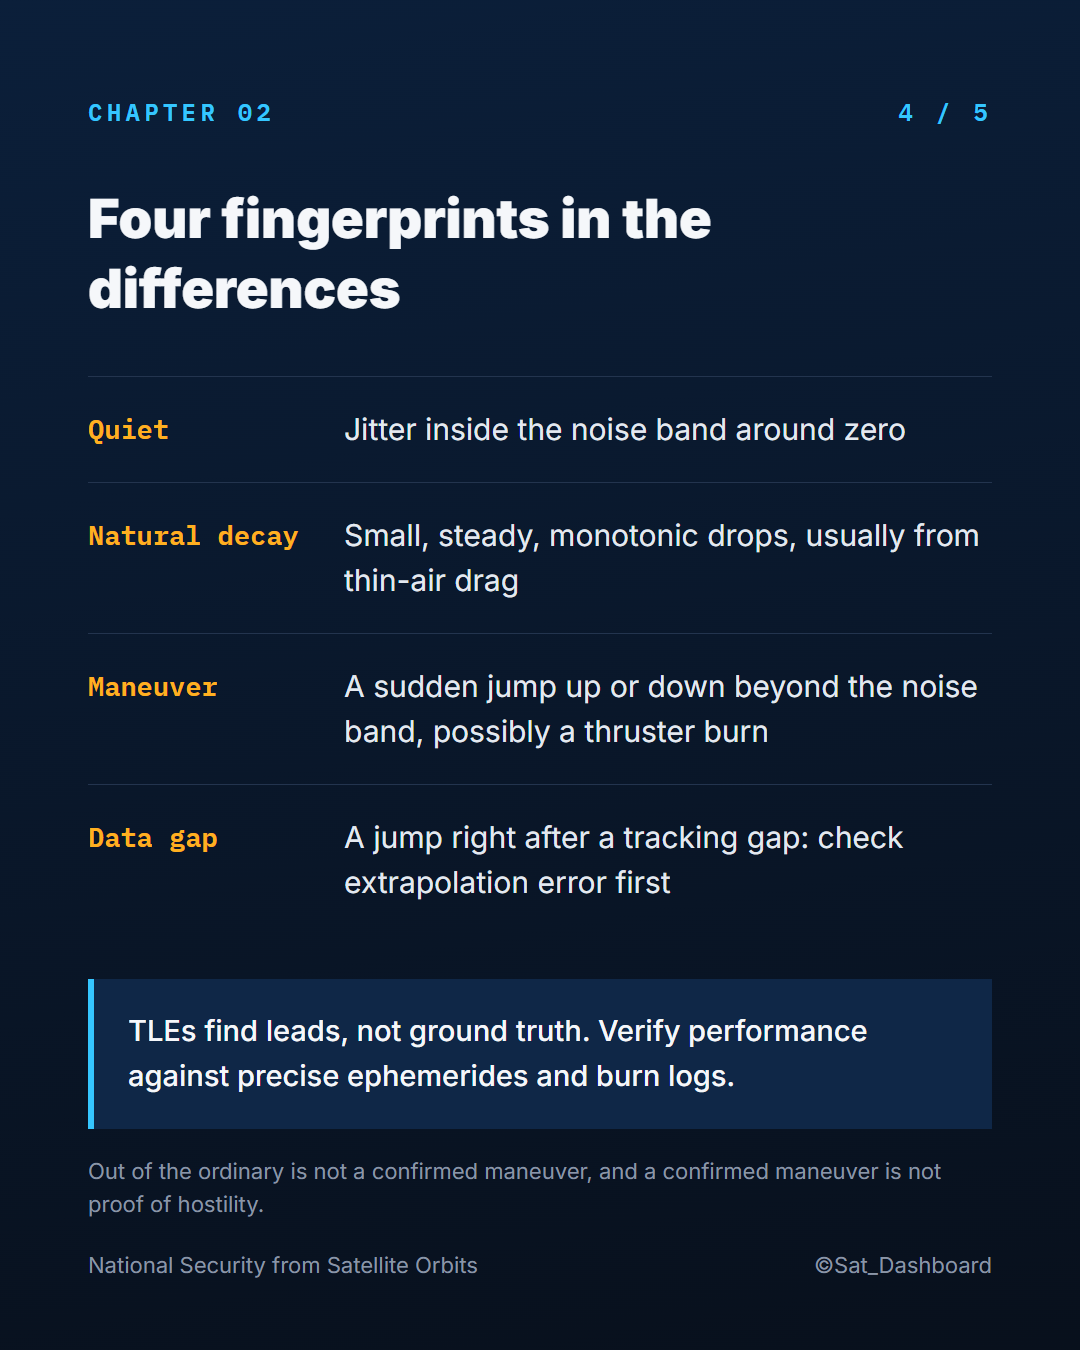 CHAPTER 02
4 / 5
Four fingerprints in the
differences
Quiet
Jitter inside the noise band around zero
Natural decay
Small, steady, monotonic drops, usually from
thin-air drag
Maneuver
A sudden jump up or down beyond the noise
band, possibly a thruster burn
Data gap
A jump right after a tracking gap: check
extrapolation error first
TLEs find leads, not ground truth. Verify performance
against precise ephemerides and burn logs.
Out of the ordinary is not a confirmed maneuver, and a confirmed maneuver is not
proof of hostility.
National Security from Satellite Orbits
©Sat_Dashboard